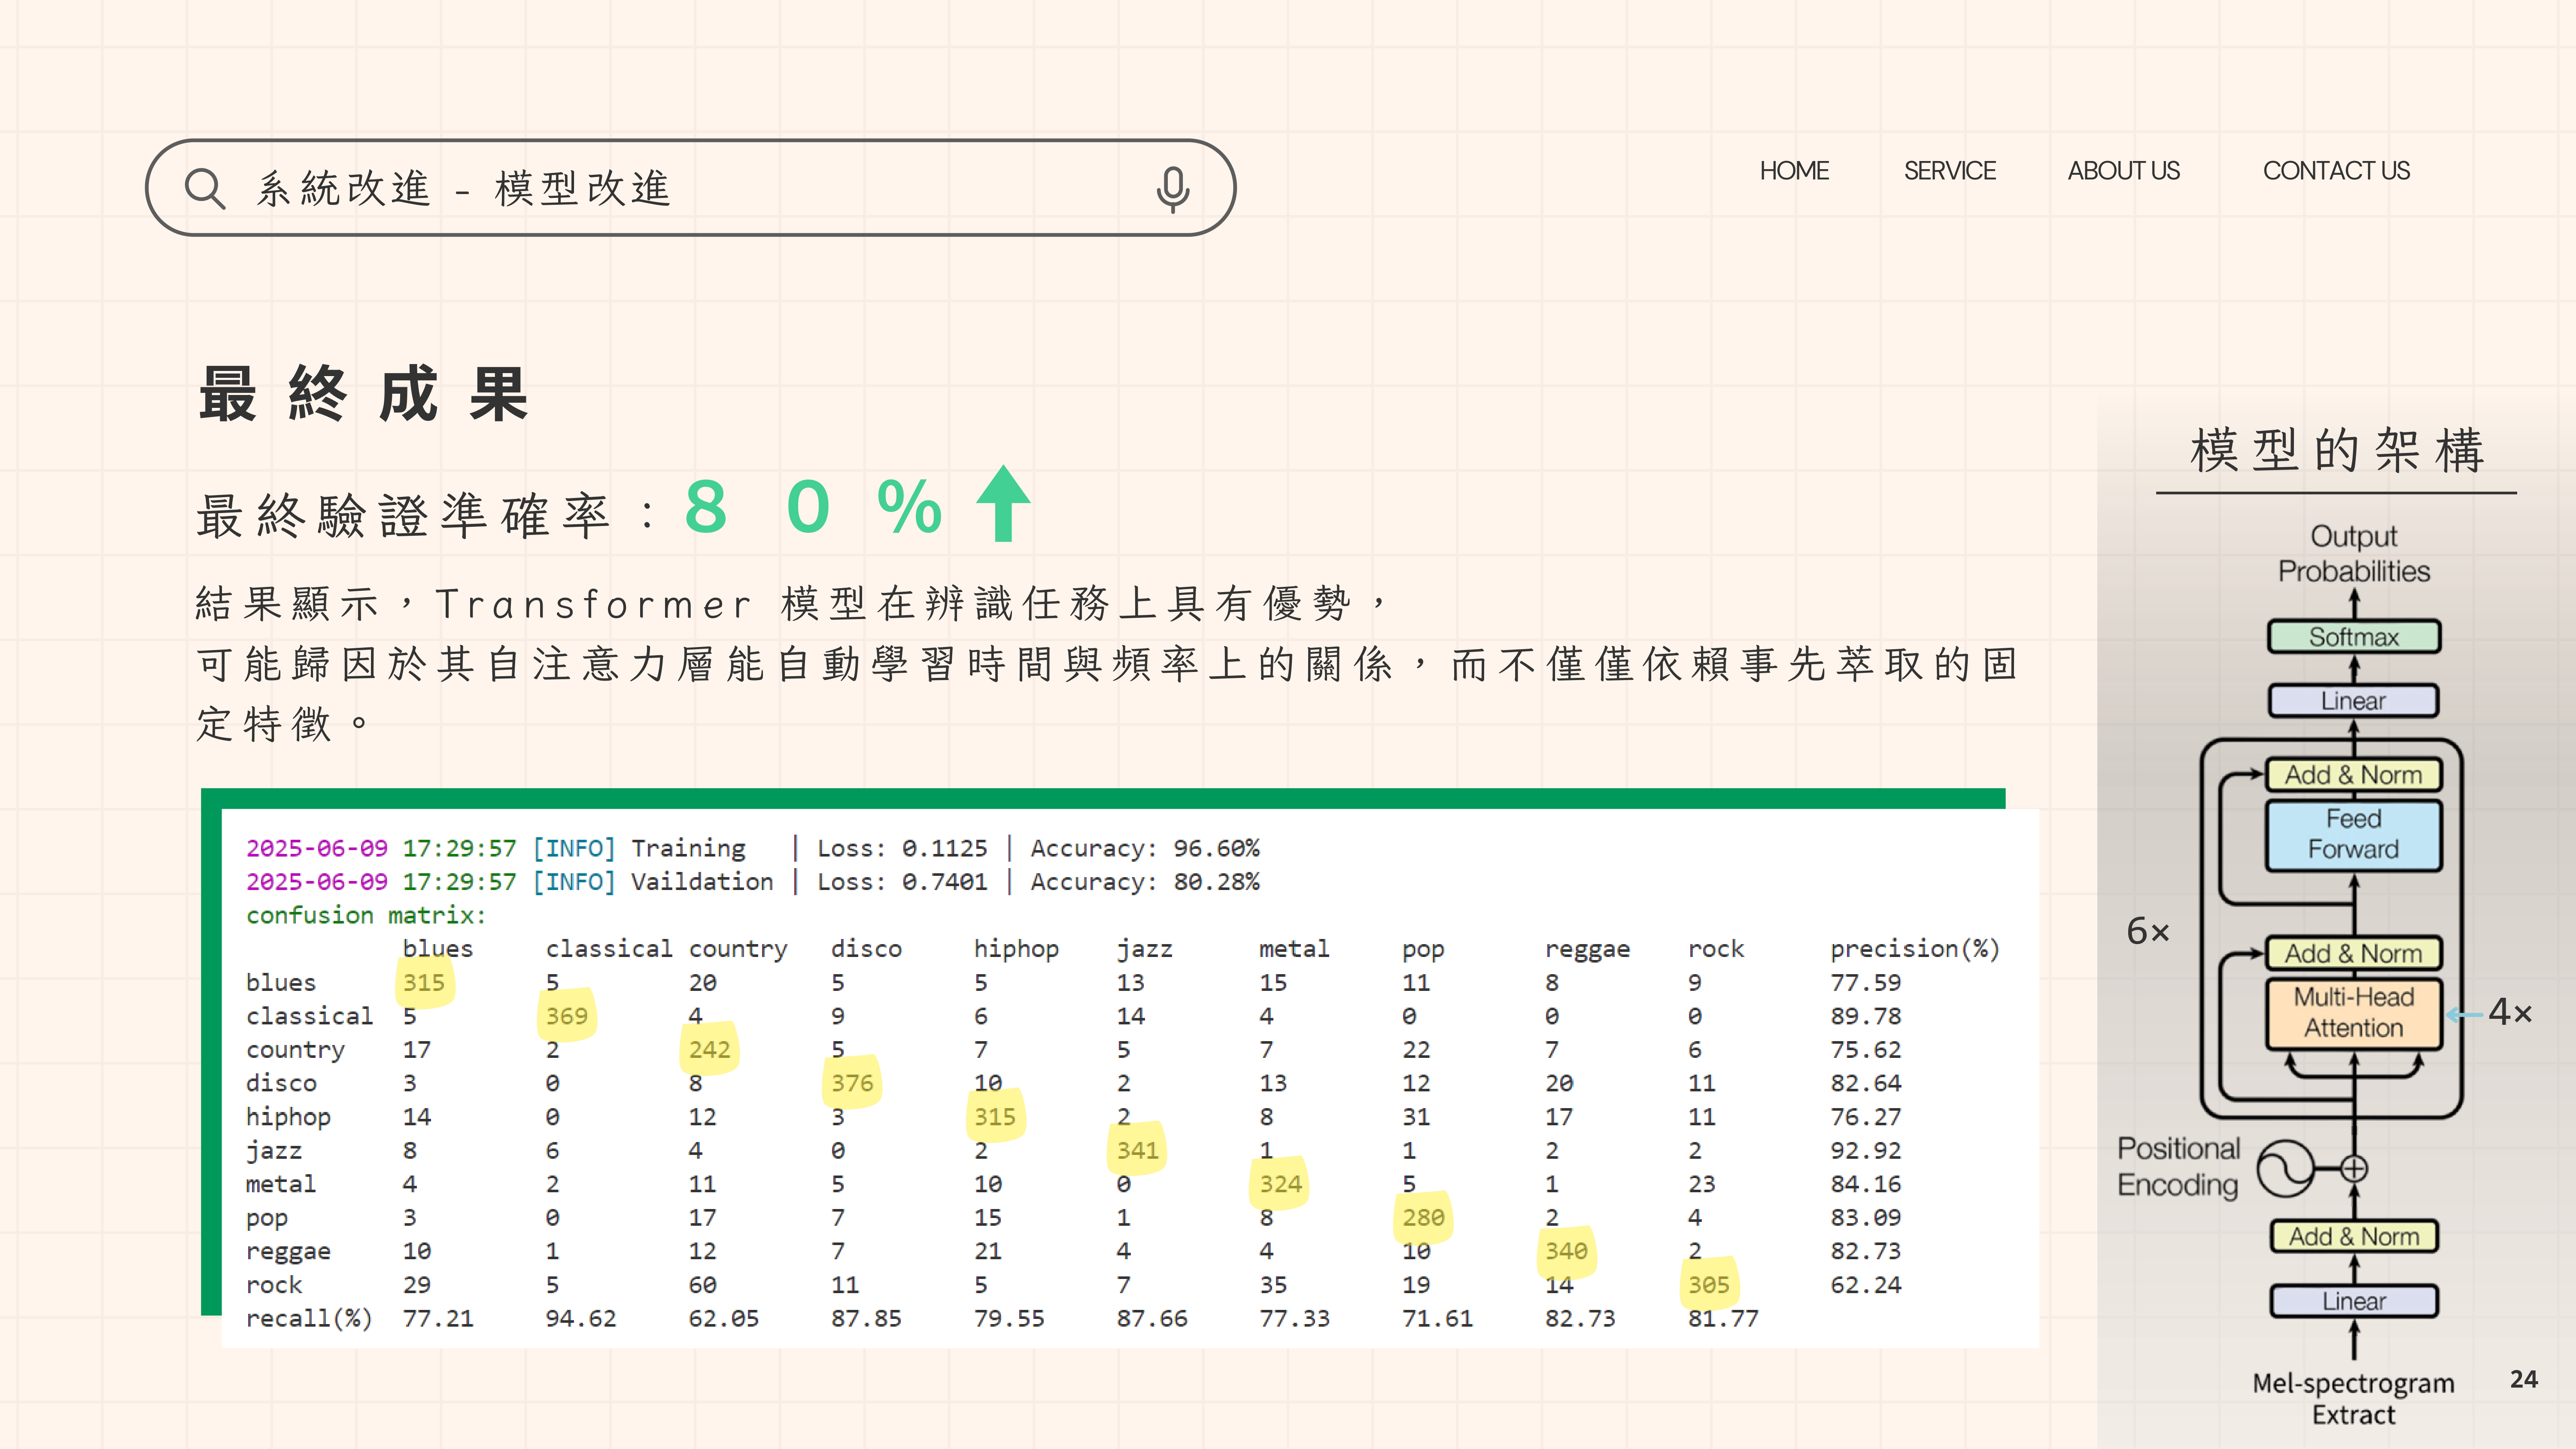 系統改進 - 模型改進
HOME SERVICE ABOUT US CONTACT US
最終成果
最終驗證準確率：80%
結果顯示，Transformer 模型在辨識任務上具有優勢，
可能歸因於其自注意力層能自動學習時間與頻率上的關係，而不僅僅依賴事先萃取的固
定特徵。
2025-06-09 17:29:57 [INFO] Training | Loss: 0.1125 | Accuracy: 96.60%
2025-06-09 17:29:57 [INFO] Vaildation | Loss: 0.7401 | Accuracy: 80.28%
confusion matrix:
blues classical country disco hiphop jazz metal pop reggae rock precision(%)
blues 315 5 20 5 5 13 15 11 8 9 77.59
classical 5 369 4 9 6 14 4 0 0 0 89.78
country 17 2 242 5 7 5 7 22 7 6 75.62
disco 3 0 8 376 10 2 13 12 20 11 82.64
hiphop 14 0 12 3 315 2 8 31 17 11 76.27
jazz 8 6 4 0 2 341 1 1 2 2 92.92
metal 4 2 11 5 10 0 324 5 1 23 84.16
pop 3 0 17 7 15 1 8 280 2 4 83.09
reggae 10 1 12 7 21 4 4 10 340 2 82.73
rock 29 5 60 11 5 7 35 19 14 305 62.24
recall(%) 77.21 94.62 62.05 87.85 79.55 87.66 77.33 71.61 82.73 81.77
模型的架構
Output
Probabilities
Softmax
Linear
Add & Norm
Feed
Forward
6×
Add & Norm
Multi-Head
Attention
4×
Positional
Encoding
Add & Norm
Linear
Mel-spectrogram
Extract
24